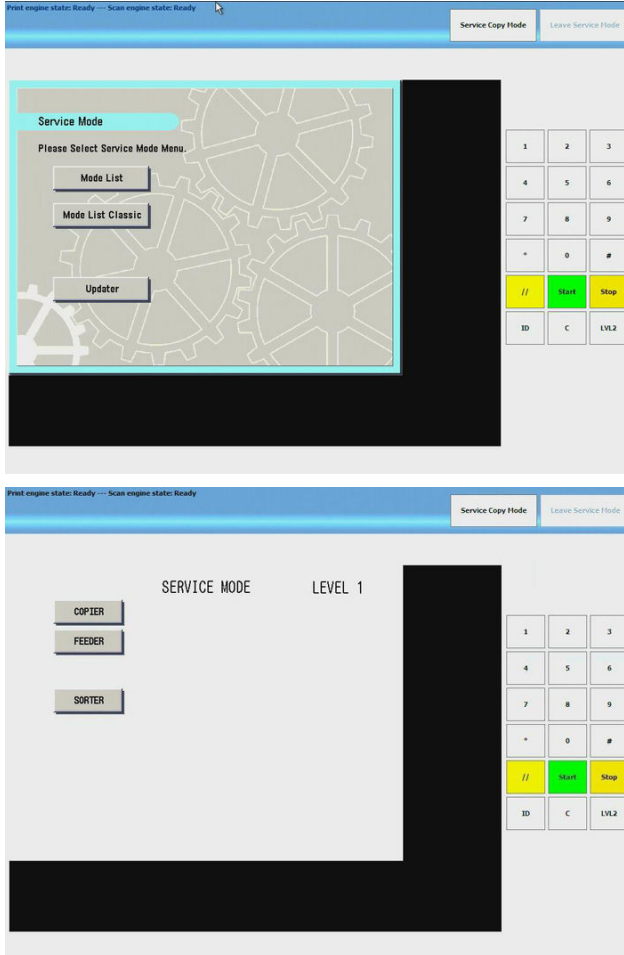 Print engine state: Ready --- Scan engine state: Ready
Service Copy Mode
Leave Service Mode
Service Mode
Please Select Service Mode Menu.
Mode List
Mode List Classic
Updater
1 2 3
4 5 6
7 8 9
* 0 #
// Start Stop
ID C LVL2
Print engine state: Ready --- Scan engine state: Ready
Service Copy Mode
Leave Service Mode
SERVICE MODE LEVEL 1
COPIER
FEEDER
SORTER
1 2 3
4 5 6
7 8 9
* 0 #
// Start Stop
ID C LVL2